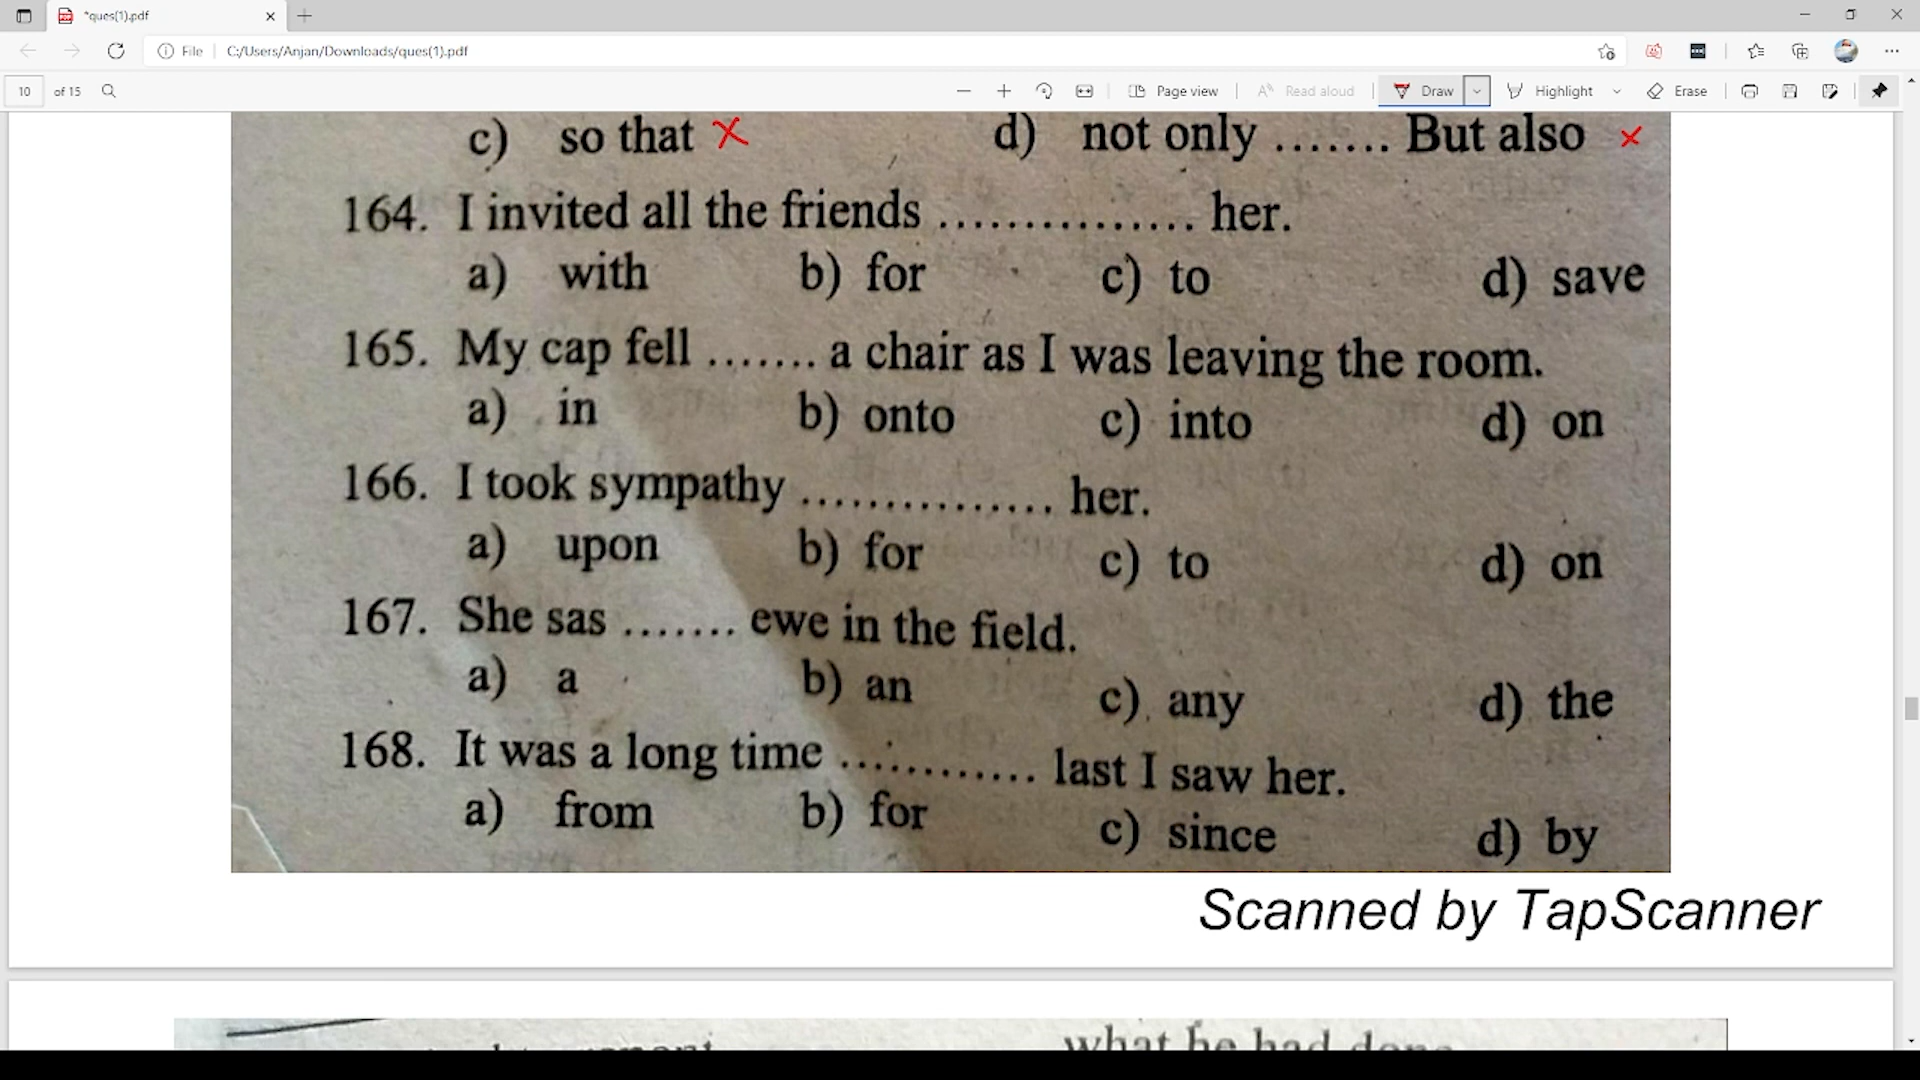 *ques(1).pdf
File C:/Users/Anjan/Downloads/ques(1).pdf
10 of 15 Page view Read aloud Draw Highlight Erase
c) so that d) not only ....... But also
164. I invited all the friends ............... her.
a) with b) for c) to d) save
165. My cap fell ....... a chair as I was leaving the room.
a) in b) onto c) into d) on
166. I took sympathy ............... her.
a) upon b) for c) to d) on
167. She sas ....... ewe in the field.
a) a b) an c) any d) the
168. It was a long time ............ last I saw her.
a) from b) for c) since d) by
Scanned by TapScanner
what he had done